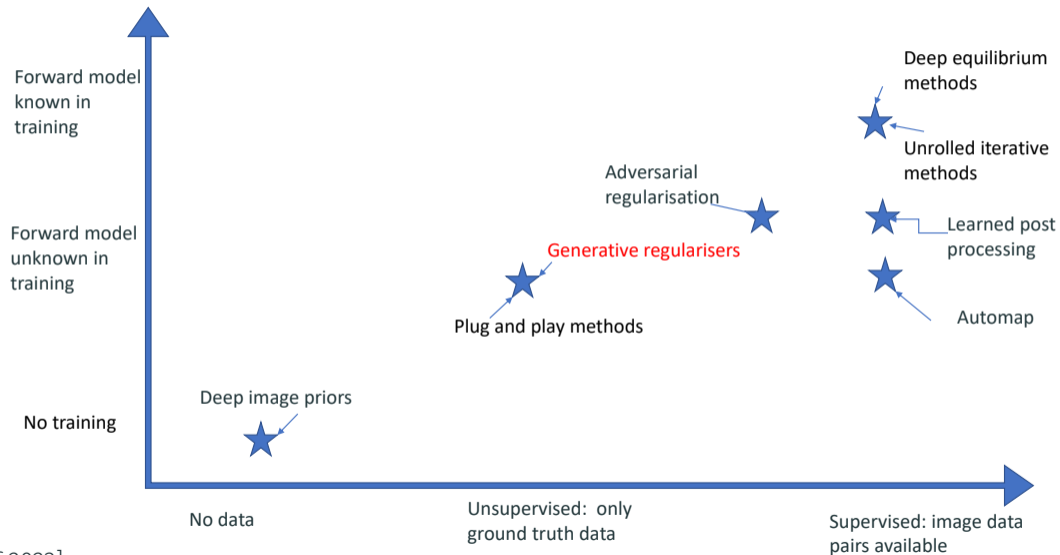 Forward model
known in
training
Deep equilibrium
methods
Unrolled iterative
methods
Adversarial
regularisation
Forward model
unknown in
training
Learned post
processing
Generative regularisers
Plug and play methods
Automap
Deep image priors
No training
No data
Unsupervised: only
ground truth data
Supervised: image data
pairs available